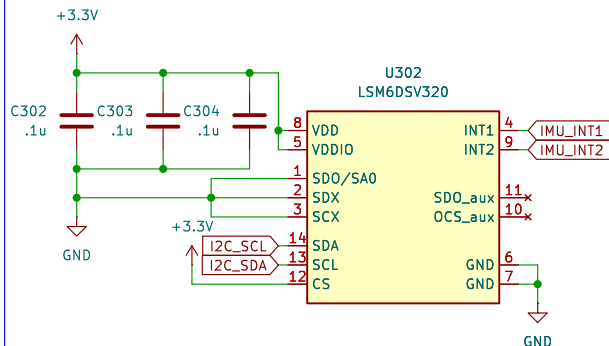 +3.3V
U302
LSM6DSV320
C302
.1u
C303
.1u
C304
.1u
8 VDD
5 VDDIO
1 SDO/SA0
2 SDX
3 SCX
+3.3V
I2C_SCL 14 SDA
I2C_SDA 13 SCL
12 CS
INT1 4 IMU_INT1
INT2 9 IMU_INT2
SDO_aux 11
OCS_aux 10
GND 6
GND 7
GND
GND